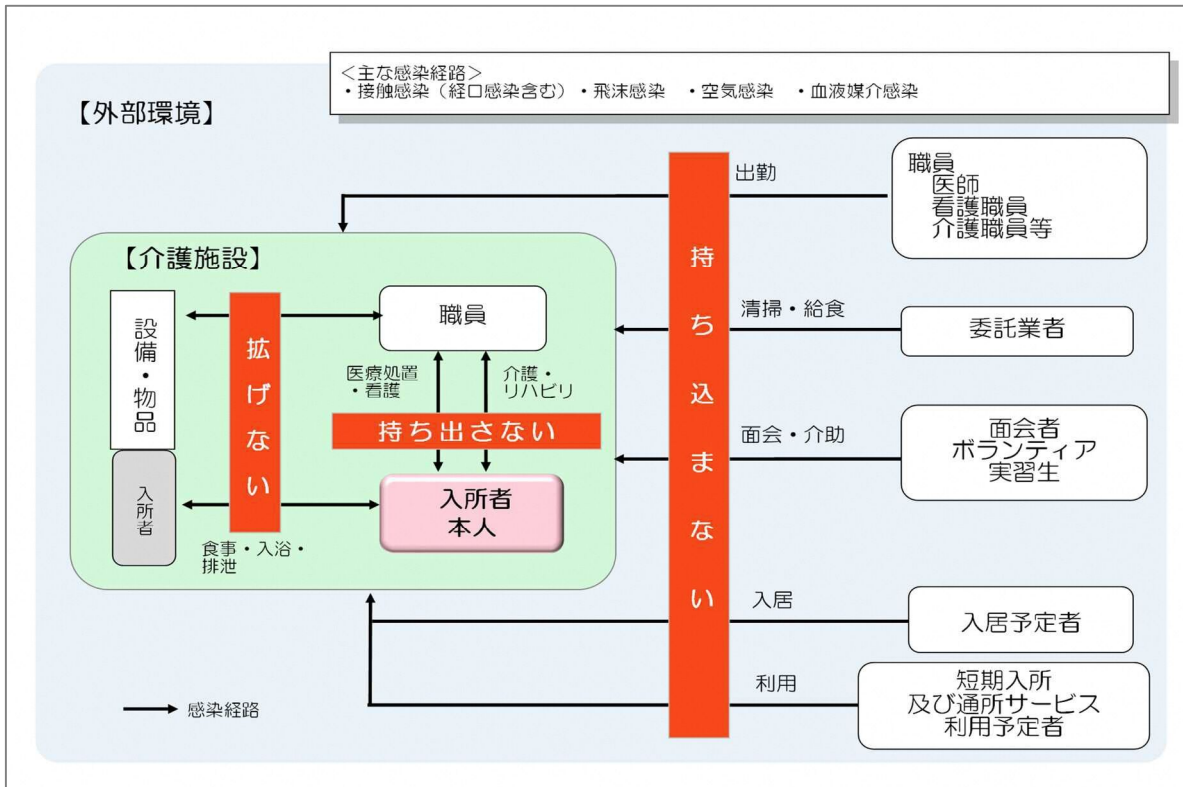 ＜主な感染経路＞
・接触感染（経口感染含む）・飛沫感染　・空気感染　・血液媒介感染
【外部環境】
出勤
職員
医師
看護職員
介護職員等
【介護施設】
設備・物品
入所者
拡げない
職員
医療処置
・看護
介護・
リハビリ
持ち出さない
入所者
本人
食事・入浴・
排泄
持ち込まない
清掃・給食
委託業者
面会・介助
面会者
ボランティア
実習生
入居
入居予定者
利用
短期入所
及び通所サービス
利用予定者
感染経路